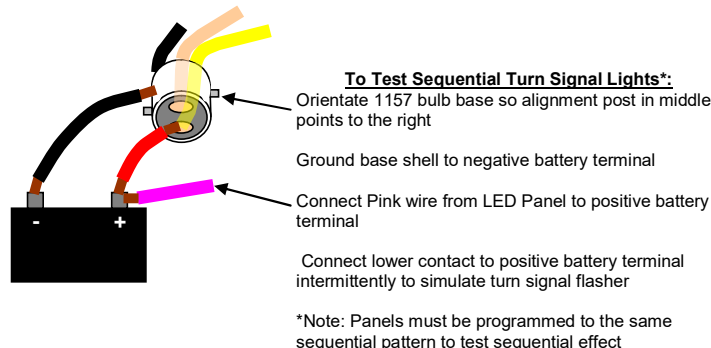 To Test Sequential Turn Signal Lights*:
Orientate 1157 bulb base so alignment post in middle
points to the right
Ground base shell to negative battery terminal
Connect Pink wire from LED Panel to positive battery
terminal
Connect lower contact to positive battery terminal
intermittently to simulate turn signal flasher
*Note: Panels must be programmed to the same
sequential pattern to test sequential effect
- +